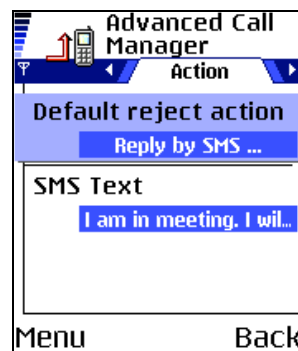 Advanced Call
Manager
Action
Default reject action
Reply by SMS ...
SMS Text
I am in meeting. I wil...
Menu Back